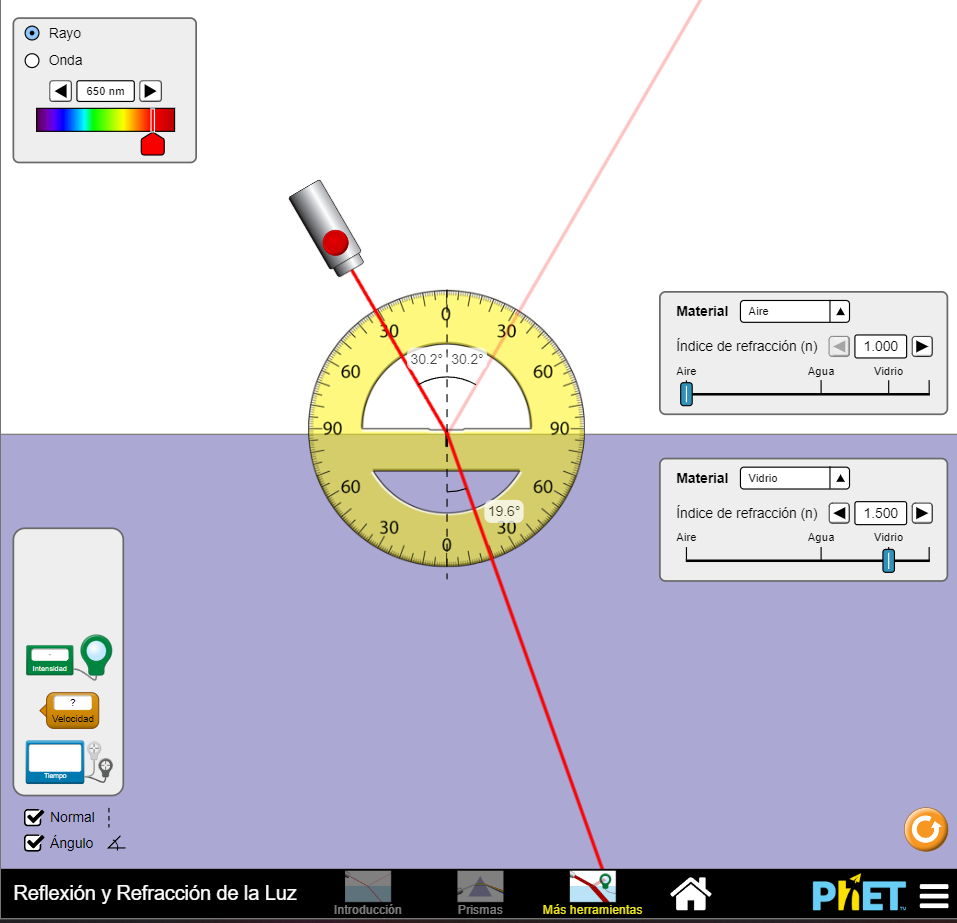 Rayo
Onda
650 nm
0
30
30
30.2°
30.2°
60
60
90
90
60
60
19.6°
30
30
0
Material
Aire
Índice de refracción (n)
1.000
Aire
Agua
Vidrio
Material
Vidrio
Índice de refracción (n)
1.500
Aire
Agua
Vidrio
-
Intensidad
?
Velocidad
Tiempo
Normal
Ángulo
Reflexión y Refracción de la Luz
Introducción
Prismas
Más herramientas
PhET
TM